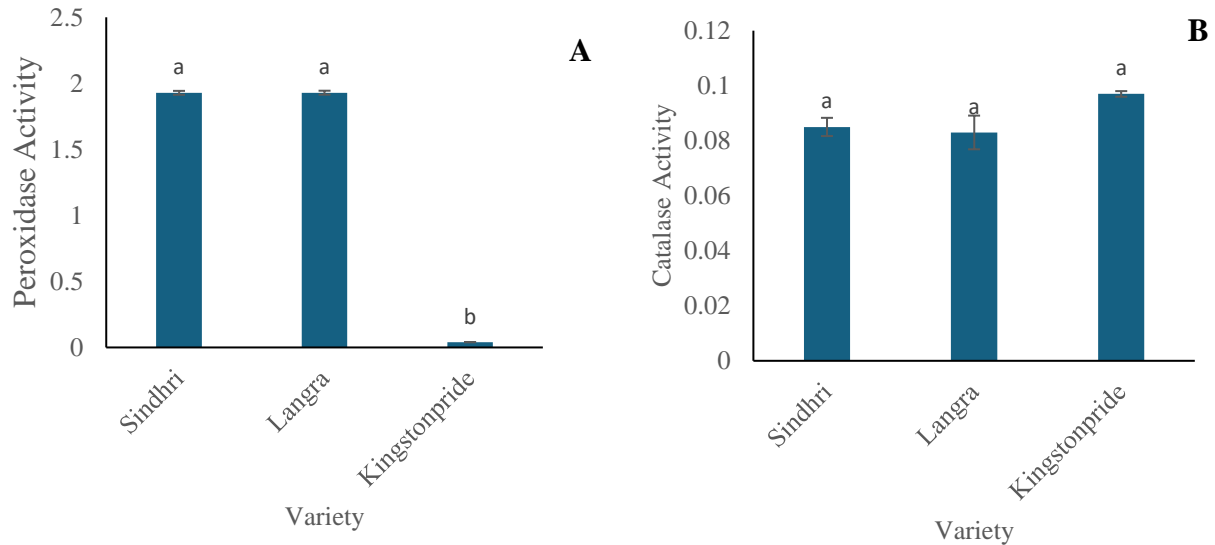 A
Peroxidase Activity
2.5
2
1.5
1
0.5
0
a
a
b
Sindhri
Langra
Kingstonpride
Variety
B
Catalase Activity
0.12
0.1
0.08
0.06
0.04
0.02
0
a
a
a
Sindhri
Langra
Kingstonpride
Variety